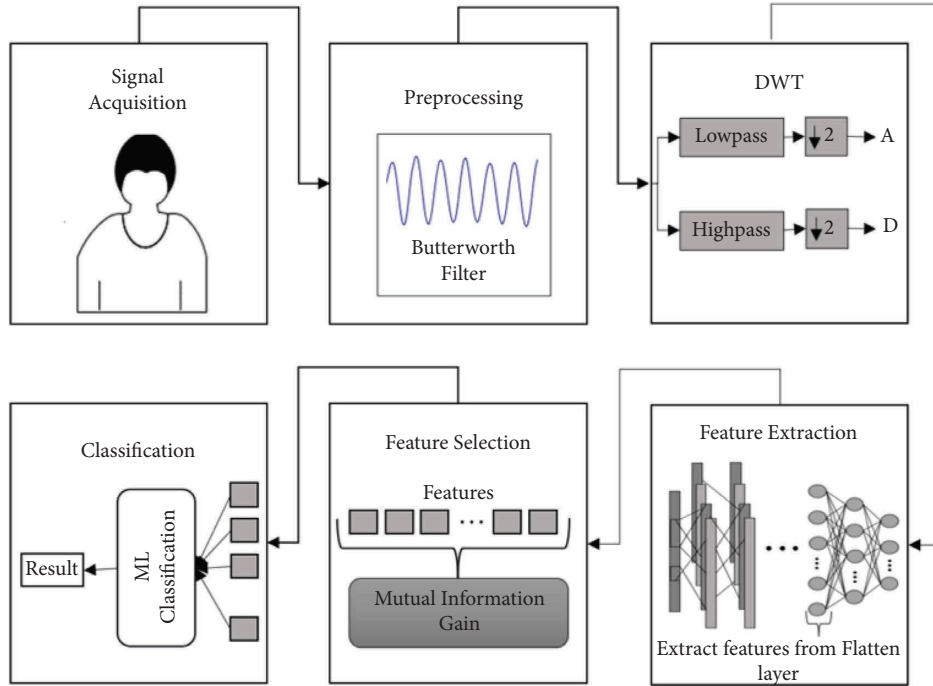 Signal
Acquisition
Preprocessing
Butterworth
Filter
DWT
Lowpass
2
A
Highpass
2
D
Classification
ML
Classification
Result
Feature Selection
Features
Mutual Information
Gain
Feature Extraction
Extract features from Flatten
layer